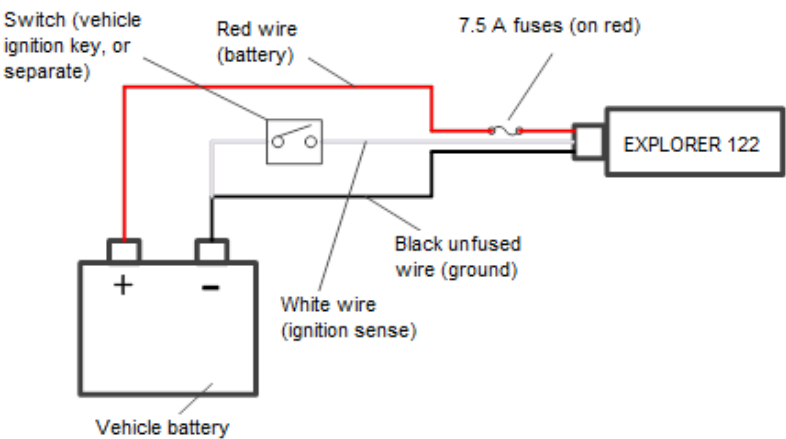 Switch (vehicle
ignition key, or
separate)
Red wire
(battery)
7.5 A fuses (on red)
EXPLORER 122
Black unfused
wire (ground)
+
-
White wire
(ignition sense)
Vehicle battery